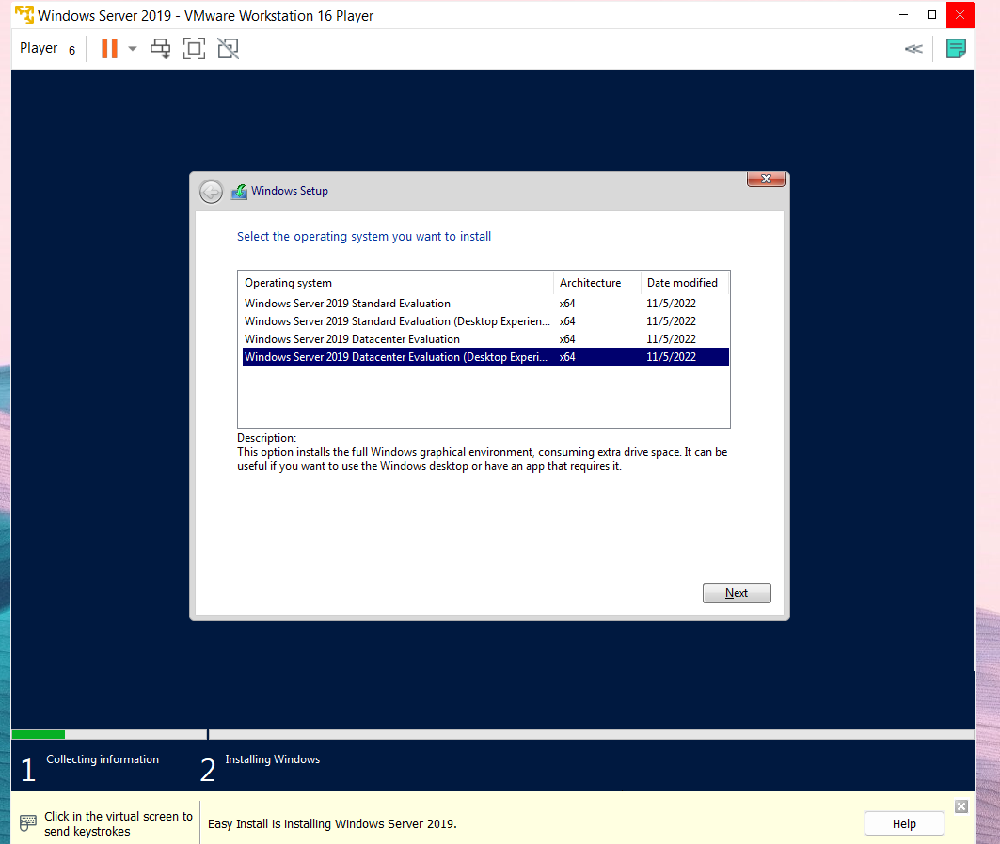 Windows Server 2019 - VMware Workstation 16 Player
Player 6
Windows Setup
Select the operating system you want to install
Operating system Architecture Date modified
Windows Server 2019 Standard Evaluation x64 11/5/2022
Windows Server 2019 Standard Evaluation (Desktop Experien... x64 11/5/2022
Windows Server 2019 Datacenter Evaluation x64 11/5/2022
Windows Server 2019 Datacenter Evaluation (Desktop Experi... x64 11/5/2022
Description:
This option installs the full Windows graphical environment, consuming extra drive space. It can be
useful if you want to use the Windows desktop or have an app that requires it.
Next
1 Collecting information 2 Installing Windows
Click in the virtual screen to
send keystrokes
Easy Install is installing Windows Server 2019.
Help